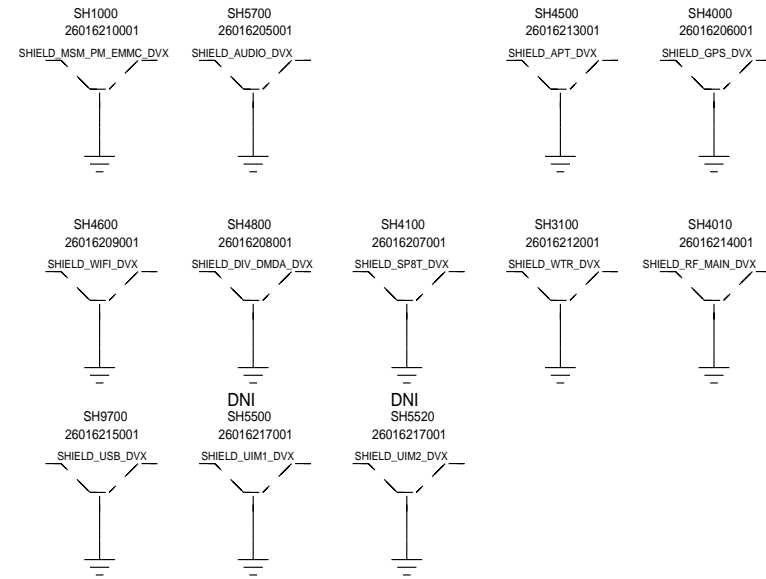 SH1000
26016210001
SHIELD_MSM_PM_EMMC_DVX
SH5700
26016205001
SHIELD_AUDIO_DVX
SH4500
26016213001
SHIELD_APT_DVX
SH4000
26016206001
SHIELD_GPS_DVX
SH4600
26016209001
SHIELD_WIFI_DVX
SH4800
26016208001
SHIELD_DIV_DMDA_DVX
SH4100
26016207001
SHIELD_SP8T_DVX
SH3100
26016212001
SHIELD_WTR_DVX
SH4010
26016214001
SHIELD_RF_MAIN_DVX
SH9700
26016215001
SHIELD_USB_DVX
DNI
SH5500
26016217001
SHIELD_UIM1_DVX
DNI
SH5520
26016217001
SHIELD_UIM2_DVX